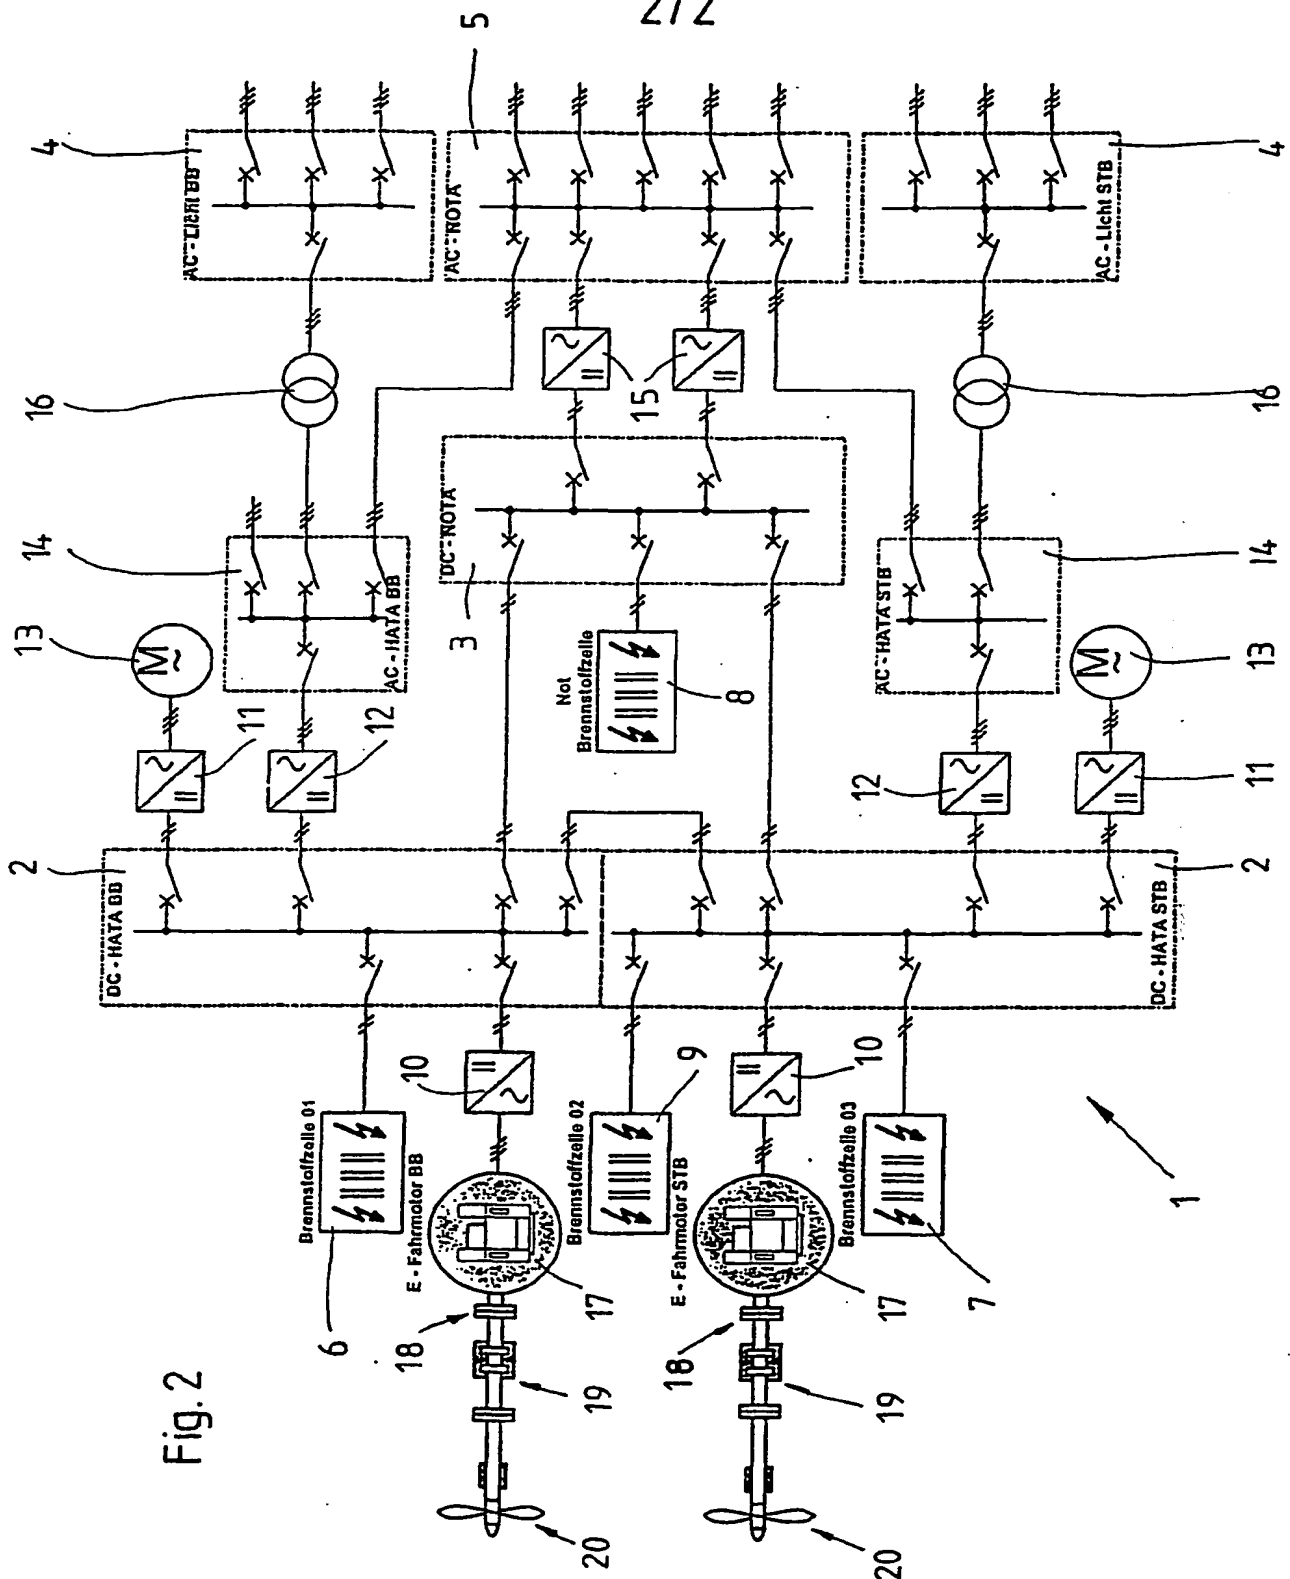 2/2
Fig. 2
5
4
AC-Licht BB
AC-NOTA
4
AC-Licht STB
16
15
16
14
13
AC-HATA BB
DC-NOTA
3
Not
Brennstoffzelle
8
AC-HATA STB
14
13
M
~
M
~
11
12
12
11
2
DC-HATA BB
2
DC-HATA STB
10
9
10
Brennstoffzelle 01
E-Fahrmotor BB
Brennstoffzelle 02
E-Fahrmotor STB
Brennstoffzelle 03
6
17
17
7
18
18
19
19
20
20
1